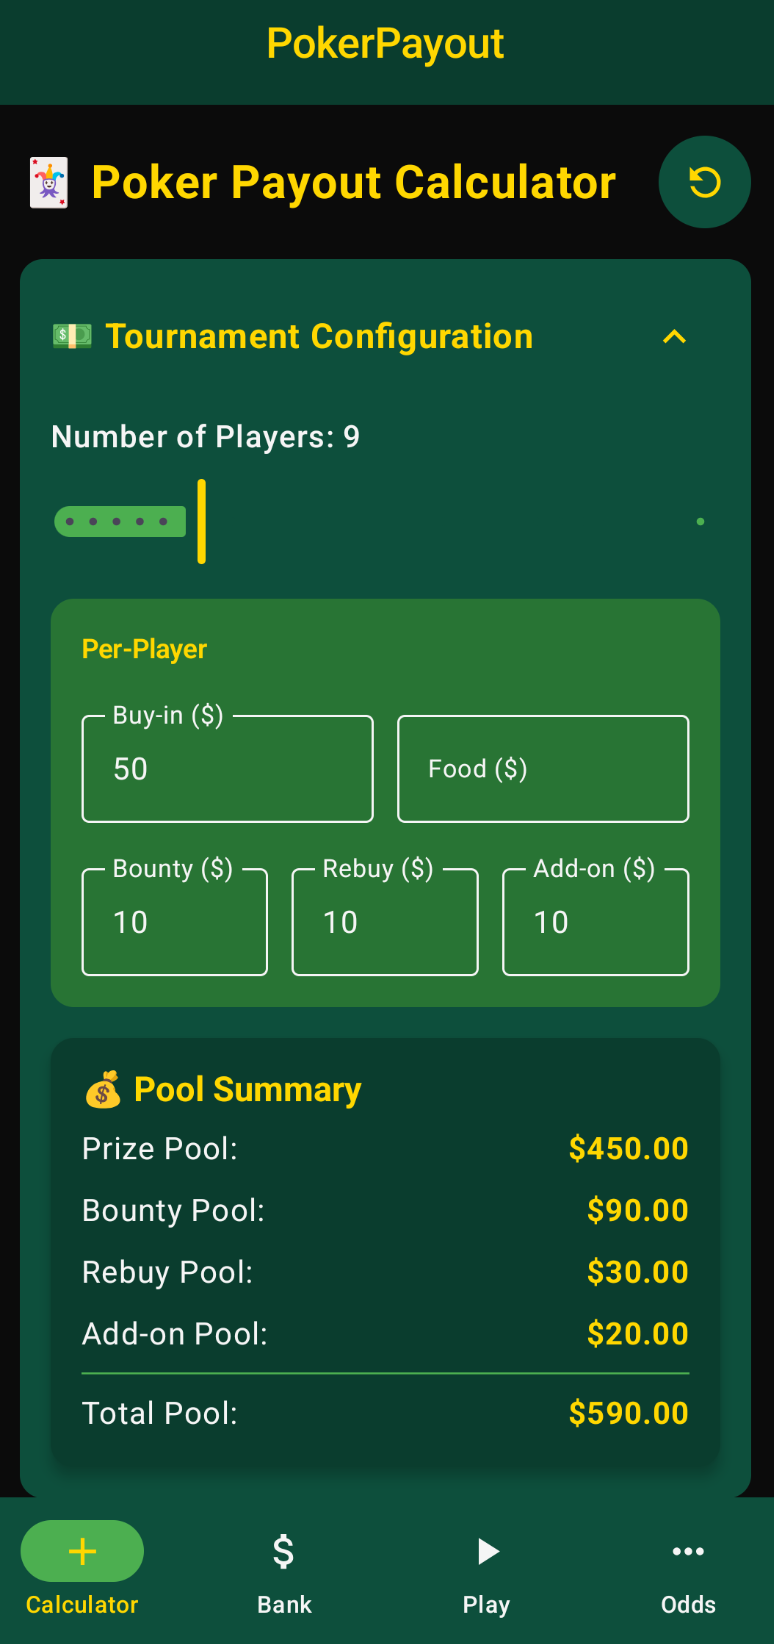 PokerPayout
Poker Payout Calculator
Tournament Configuration
Number of Players: 9
Per-Player
Buy-in ($)
50
Food ($)
Bounty ($) Rebuy ($) Add-on ($)
10 10 10
Pool Summary
Prize Pool: $450.00
Bounty Pool: $90.00
Rebuy Pool: $30.00
Add-on Pool: $20.00
Total Pool: $590.00
Calculator Bank Play Odds